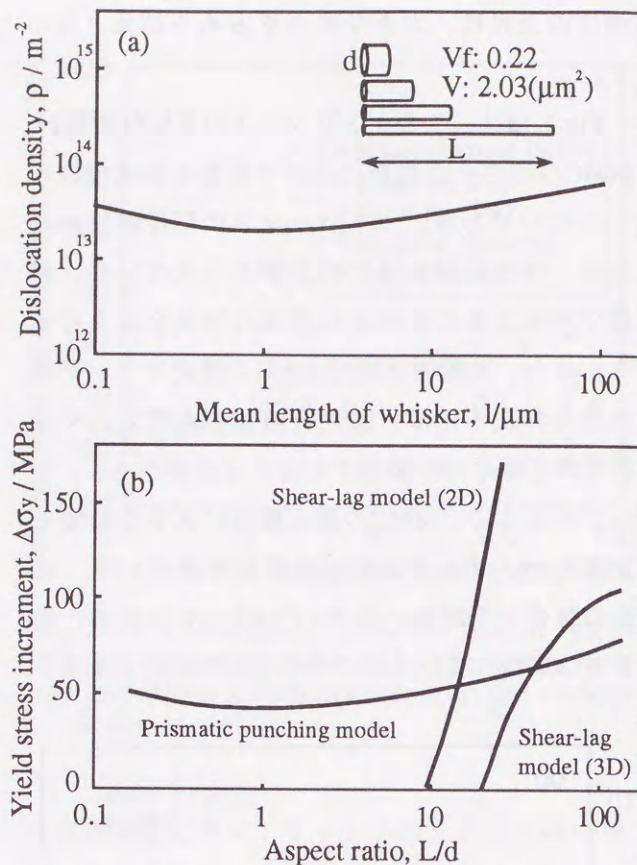 (a)
d
Vf: 0.22
V: 2.03(μm²)
L
Dislocation density, ρ / m⁻²
10¹⁵
10¹⁴
10¹³
10¹²
0.1
1
10
100
Mean length of whisker, l/μm
(b)
Shear-lag model (2D)
Yield stress increment, Δσy / MPa
150
100
50
0
Prismatic punching model
Shear-lag
model (3D)
0.1
1
10
100
Aspect ratio, L/d